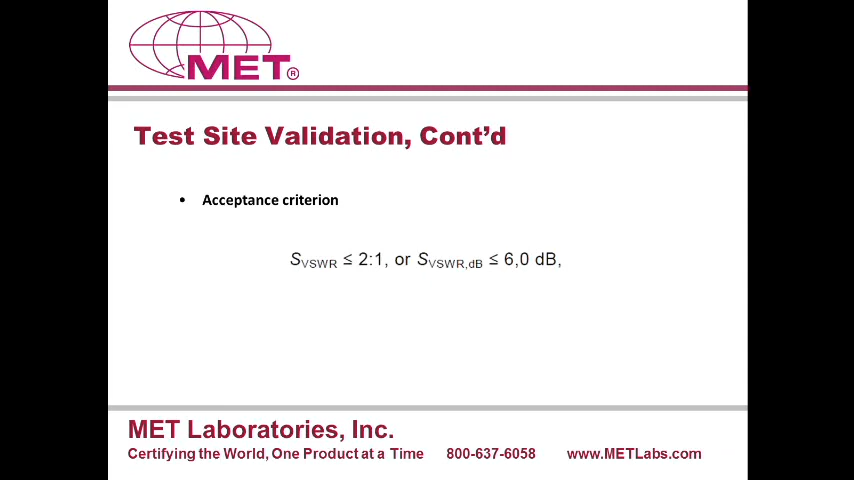 MET®
Test Site Validation, Cont’d
• Acceptance criterion
SVSWR ≤ 2:1, or SVSWR,dB ≤ 6,0 dB,
MET Laboratories, Inc.
Certifying the World, One Product at a Time 800-637-6058 www.METLabs.com